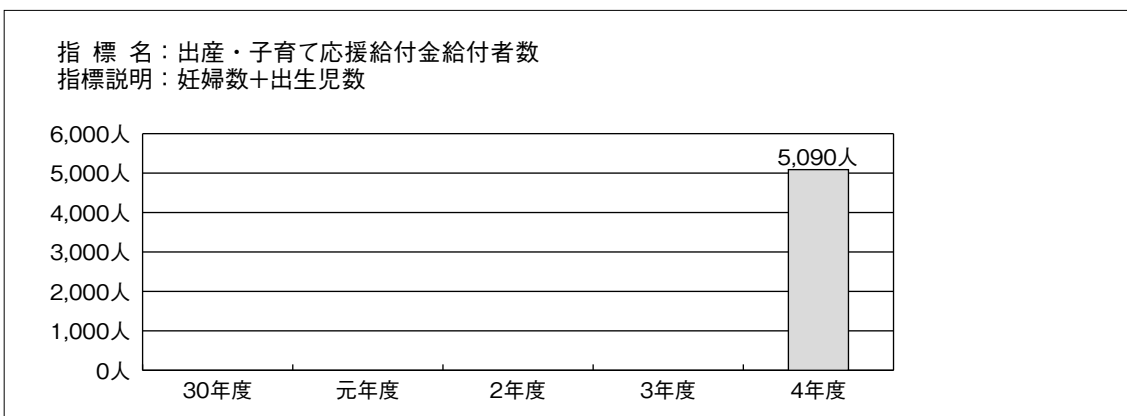 指 標 名：出産・子育て応援給付金給付者数
指標説明：妊婦数＋出生児数
6,000人
5,090人
5,000人
4,000人
3,000人
2,000人
1,000人
0人
30年度 元年度 2年度 3年度 4年度